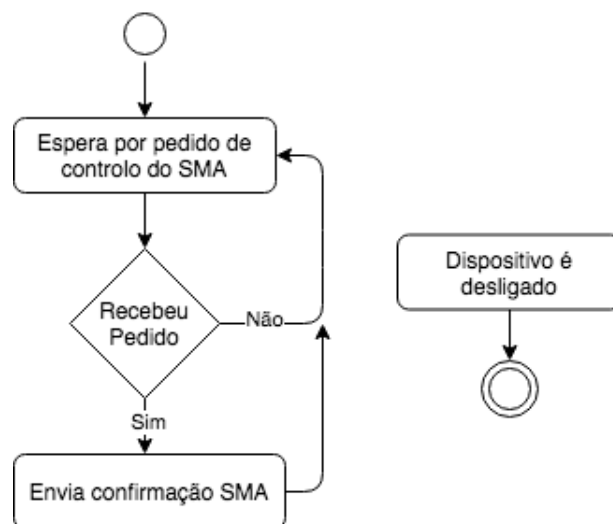 Espera por pedido de
controlo do SMA
Recebeu
Pedido
Não
Sim
Envia confirmação SMA
Dispositivo é
desligado